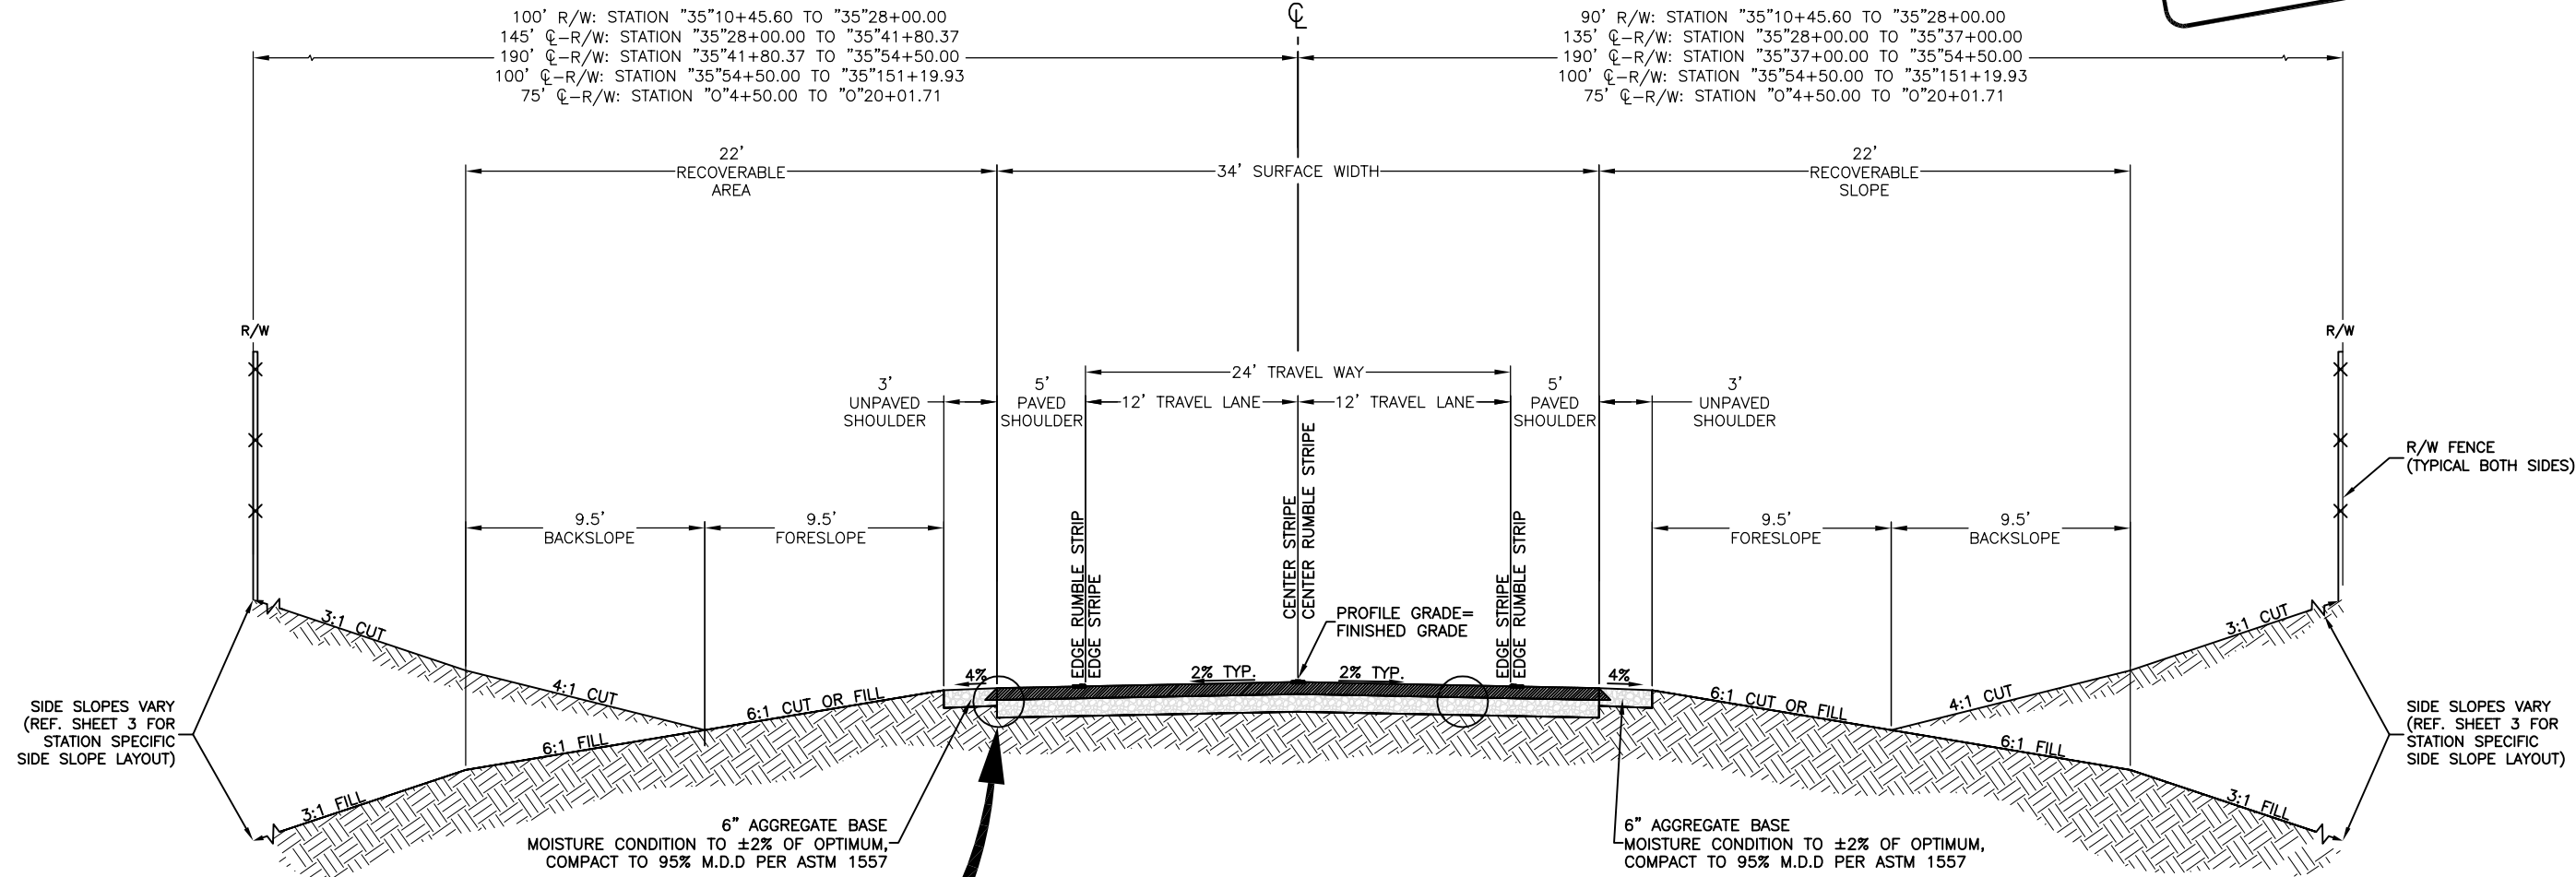 100' R/W: STATION "35"10+45.60 TO "35"28+00.00
145' ℄-R/W: STATION "35"28+00.00 TO "35"41+80.37
190' ℄-R/W: STATION "35"41+80.37 TO "35"54+50.00
100' ℄-R/W: STATION "35"54+50.00 TO "35"151+19.93
75' ℄-R/W: STATION "O"4+50.00 TO "O"20+01.71
℄
90' R/W: STATION "35"10+45.60 TO "35"28+00.00
135' ℄-R/W: STATION "35"28+00.00 TO "35"37+00.00
190' ℄-R/W: STATION "35"37+00.00 TO "35"54+50.00
100' ℄-R/W: STATION "35"54+50.00 TO "35"151+19.93
75' ℄-R/W: STATION "O"4+50.00 TO "O"20+01.71
22'
RECOVERABLE
AREA
34' SURFACE WIDTH
22'
RECOVERABLE
SLOPE
R/W
R/W
24' TRAVEL WAY
3'
UNPAVED
SHOULDER
5'
PAVED
SHOULDER
12' TRAVEL LANE
12' TRAVEL LANE
5'
PAVED
SHOULDER
3'
UNPAVED
SHOULDER
R/W FENCE
(TYPICAL BOTH SIDES)
9.5'
BACKSLOPE
9.5'
FORESLOPE
EDGE RUMBLE STRIP
EDGE STRIPE
CENTER STRIPE
CENTER RUMBLE STRIPE
EDGE STRIPE
EDGE RUMBLE STRIP
9.5'
FORESLOPE
9.5'
BACKSLOPE
PROFILE GRADE=
FINISHED GRADE
3:1 CUT
4:1 CUT
6:1 CUT OR FILL
4%
2% TYP.
2% TYP.
4%
6:1 CUT OR FILL
4:1 CUT
3:1 CUT
SIDE SLOPES VARY
(REF. SHEET 3 FOR
STATION SPECIFIC
SIDE SLOPE LAYOUT)
6:1 FILL
3:1 FILL
6:1 FILL
3:1 FILL
SIDE SLOPES VARY
(REF. SHEET 3 FOR
STATION SPECIFIC
SIDE SLOPE LAYOUT)
6" AGGREGATE BASE
MOISTURE CONDITION TO ±2% OF OPTIMUM,
COMPACT TO 95% M.D.D PER ASTM 1557
6" AGGREGATE BASE
MOISTURE CONDITION TO ±2% OF OPTIMUM,
COMPACT TO 95% M.D.D PER ASTM 1557